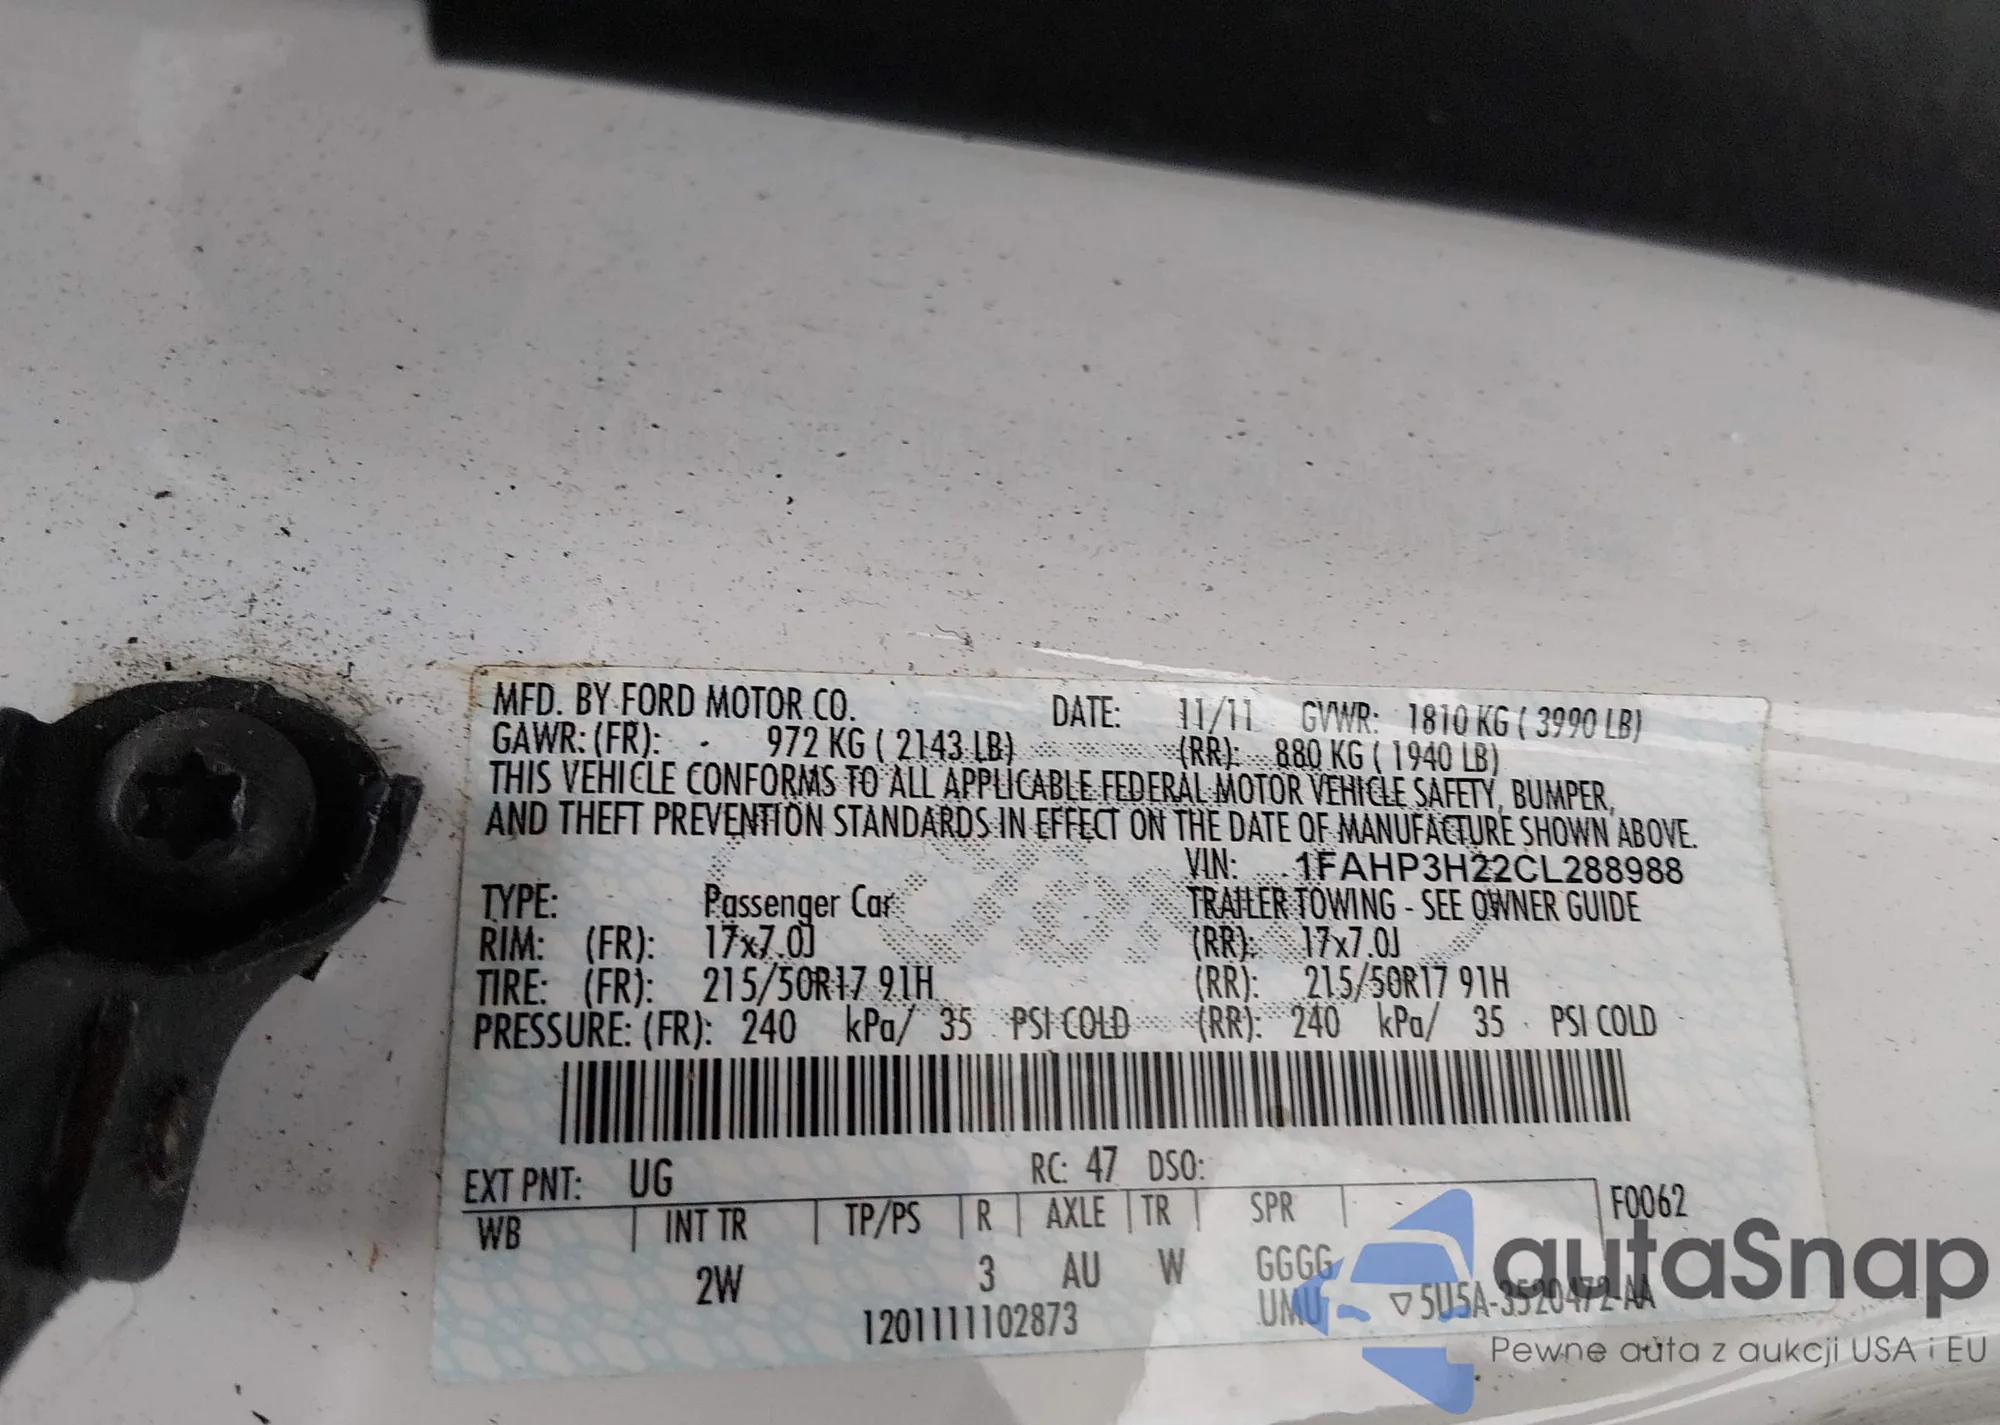 MFD. BY FORD MOTOR CO. DATE: 11/11 GVWR: 1810 KG ( 3990 LB)
GAWR: (FR): 972 KG ( 2143 LB) (RR): 880 KG ( 1940 LB)
THIS VEHICLE CONFORMS TO ALL APPLICABLE FEDERAL MOTOR VEHICLE SAFETY, BUMPER,
AND THEFT PREVENTION STANDARDS IN EFFECT ON THE DATE OF MANUFACTURE SHOWN ABOVE.
VIN: 1FAHP3H22CL288988
TYPE: Passenger Car TRAILER TOWING - SEE OWNER GUIDE
RIM: (FR): 17x7.0J (RR): 17x7.0J
TIRE: (FR): 215/50R17 91H (RR): 215/50R17 91H
PRESSURE: (FR): 240 kPa/ 35 PSI COLD (RR): 240 kPa/ 35 PSI COLD
EXT PNT: UG RC: 47 DSO:
WB INT TR TP/PS R AXLE TR SPR F0062
2W 3 AU W GGGG
1201111102873 UMU ▽5U5A-3520472-AA
autaSnap
Pewne auta z aukcji USA i EU